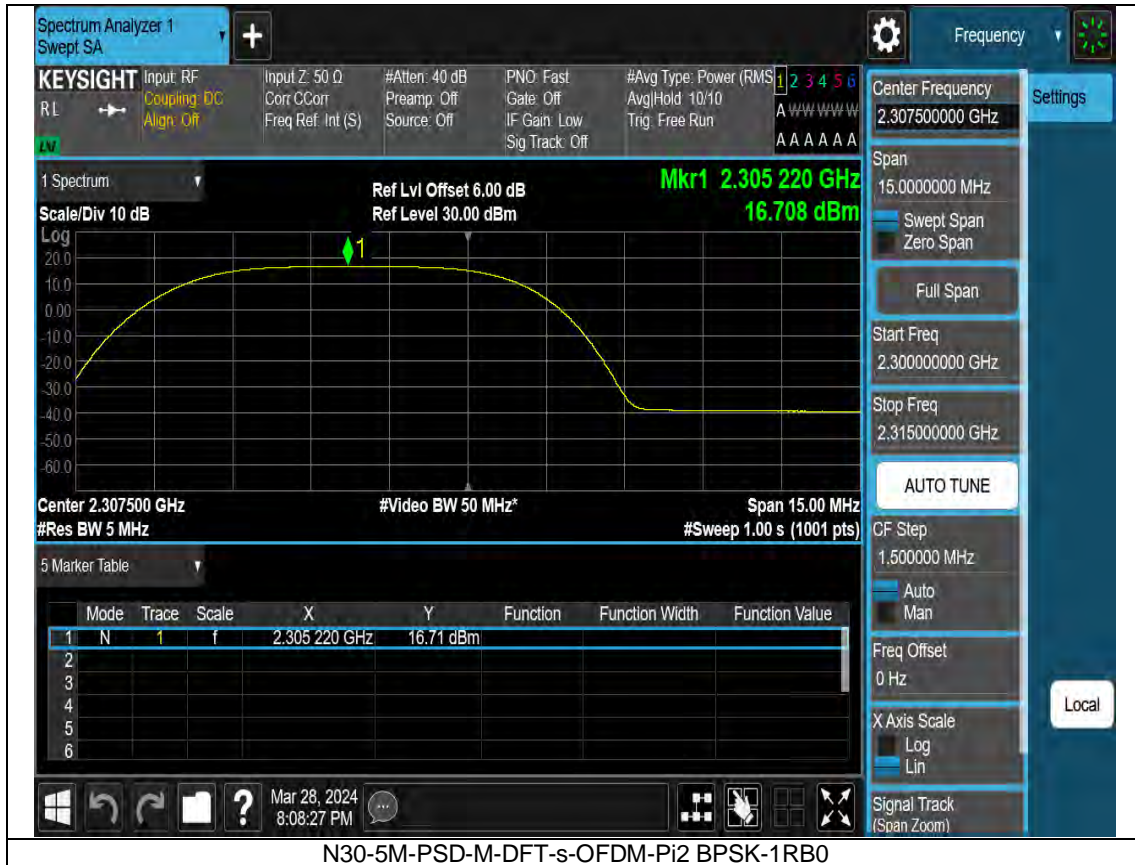 Spectrum Analyzer 1
Swept SA
+
Frequency
KEYSIGHT
Input: RF
Input Z: 50 Ω
#Atten: 40 dB
PNO: Fast
#Avg Type: Power (RMS
1 2 3 4 5 6
RL
Coupling: DC
Corr CCorr
Preamp: Off
Gate: Off
Avg|Hold: 10/10
A W W W W W
Align: Off
Freq Ref: Int (S)
Source: Off
IF Gain: Low
Trig: Free Run
Sig Track: Off
A A A A A A
LXI
Center Frequency
2.307500000 GHz
Settings
1 Spectrum
Ref Lvl Offset 6.00 dB
Mkr1 2.305 220 GHz
Scale/Div 10 dB
Ref Level 30.00 dBm
16.708 dBm
Log
1
20.0
10.0
0.00
-10.0
-20.0
-30.0
-40.0
-50.0
-60.0
Center 2.307500 GHz
#Video BW 50 MHz*
Span 15.00 MHz
#Res BW 5 MHz
#Sweep 1.00 s (1001 pts)
Span
15.0000000 MHz
Swept Span
Zero Span
Full Span
Start Freq
2.300000000 GHz
Stop Freq
2.315000000 GHz
AUTO TUNE
CF Step
1.500000 MHz
Auto
Man
Freq Offset
0 Hz
X Axis Scale
Log
Lin
Signal Track
(Span Zoom)
Local
5 Marker Table
Mode Trace Scale X Y Function Function Width Function Value
1 N 1 f 2.305 220 GHz 16.71 dBm
2
3
4
5
6
?
Mar 28, 2024
8:08:27 PM
N30-5M-PSD-M-DFT-s-OFDM-Pi2 BPSK-1RB0